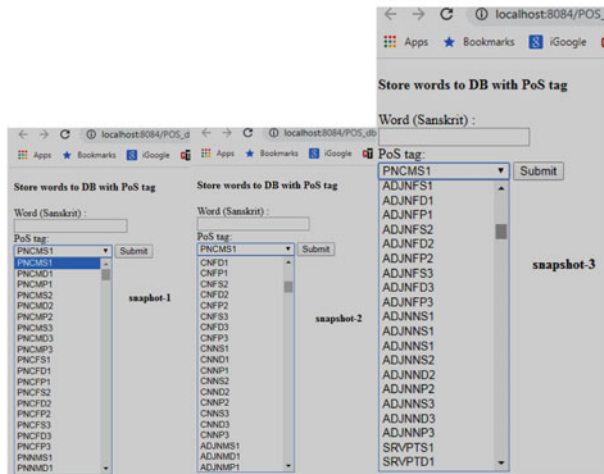 localhost:8084/POS_d
Apps Bookmarks iGoogle
Store words to DB with PoS tag
Word (Sanskrit) :
PoS tag:
PNCMS1 Submit
PNCMS1
PNCMD1
PNCMP1
PNCMS2
PNCMD2
PNCMP2
PNCMS3
PNCMD3
PNCMP3
PNCFS1
PNCFD1
PNCFP1
PNCFS2
PNCFD2
PNCFP2
PNCFS3
PNCFD3
PNCFP3
PNNMS1
PNNMD1
snaphot-1
localhost:8084/POS_db
Apps Bookmarks iGoogle
Store words to DB with PoS tag
Word (Sanskrit) :
PoS tag:
PNCMS1 Submit
CNFD1
CNFP1
CNFS2
CNFD2
CNFP2
CNFS3
CNFD3
CNFP3
CNNS1
CNND1
CNNP1
CNNS2
CNND2
CNNP2
CNNS3
CNND3
CNNP3
ADJNMS1
ADJNMD1
ADJNMP1
snapshot-2
localhost:8084/POS_
Apps Bookmarks iGoogle
Store words to DB with PoS tag
Word (Sanskrit) :
PoS tag:
PNCMS1 Submit
ADJNFS1
ADJNFD1
ADJNFP1
ADJNFS2
ADJNFD2
ADJNFP2
ADJNFS3
ADJNFD3
ADJNFP3
ADJNNS1
ADJNNS1
ADJNNS1
ADJNNS2
ADJNND2
ADJNNP2
ADJNNS3
ADJNND3
ADJNNP3
SRVPTS1
SRVPTD1
snapshot-3